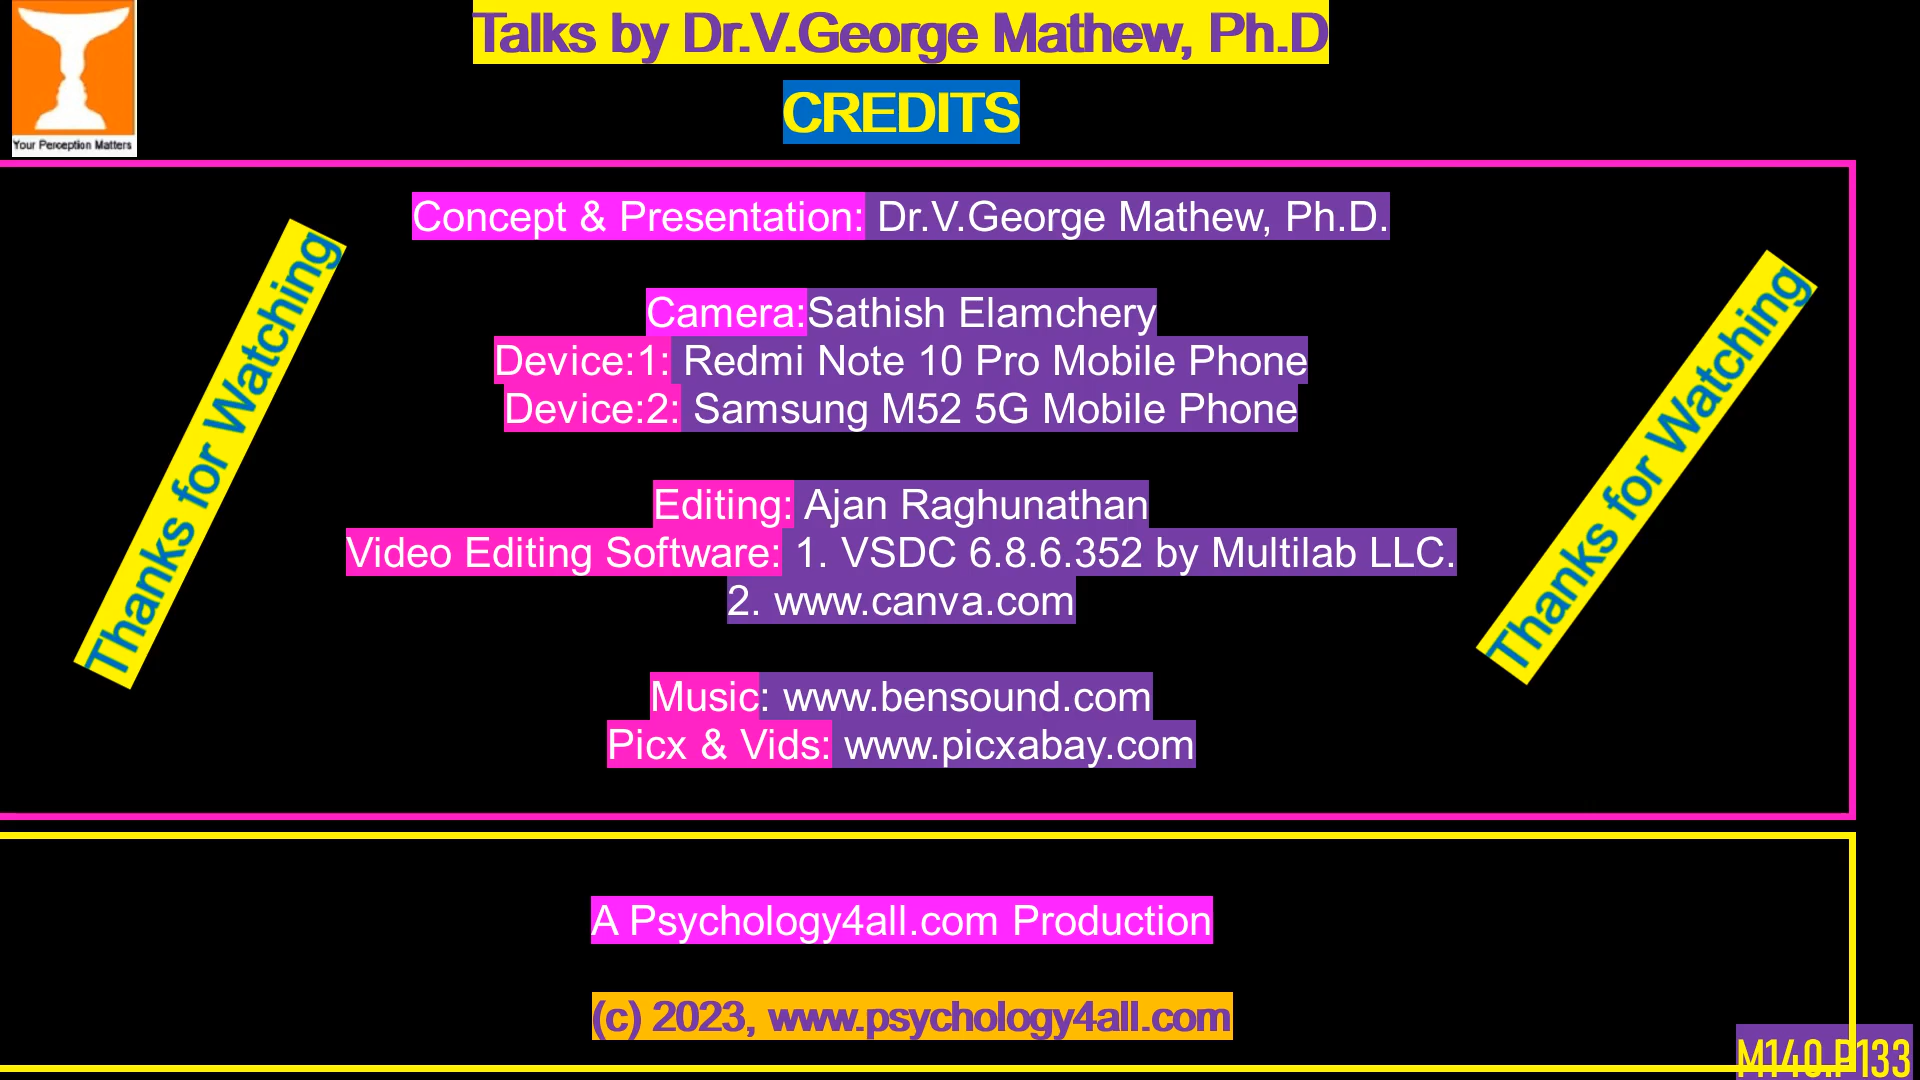 Talks by Dr.V.George Mathew, Ph.D
CREDITS
Your Perception Matters
Concept & Presentation: Dr.V.George Mathew, Ph.D.
Thanks for Watching
Thanks for Watching
Camera:Sathish Elamchery
Device:1: Redmi Note 10 Pro Mobile Phone
Device:2: Samsung M52 5G Mobile Phone
Editing: Ajan Raghunathan
Video Editing Software: 1. VSDC 6.8.6.352 by Multilab LLC.
2. www.canva.com
Music: www.bensound.com
Picx & Vids: www.picxabay.com
A Psychology4all.com Production
(c) 2023, www.psychology4all.com
M140.P133